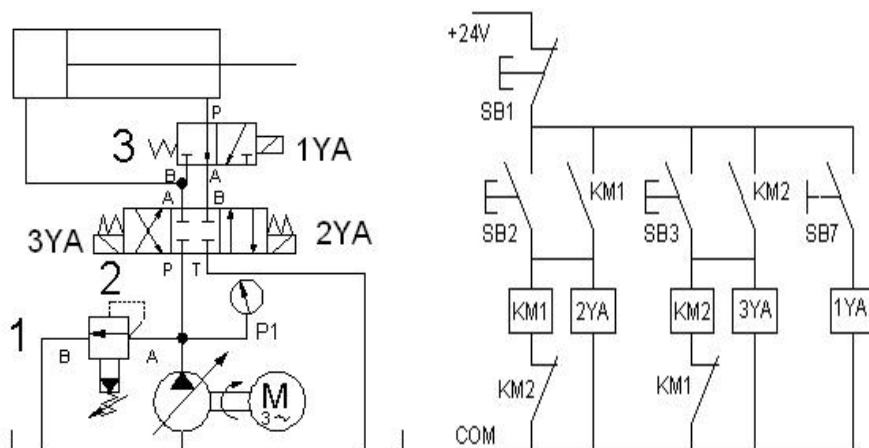 P
3
1YA
T
T
B
A
A
B
3YA
2YA
P
T
2
1
B
A
P1
M
3~
+24V
SB1
SB2
KM1
SB3
KM2
SB7
KM1
2YA
KM2
3YA
1YA
KM2
KM1
COM